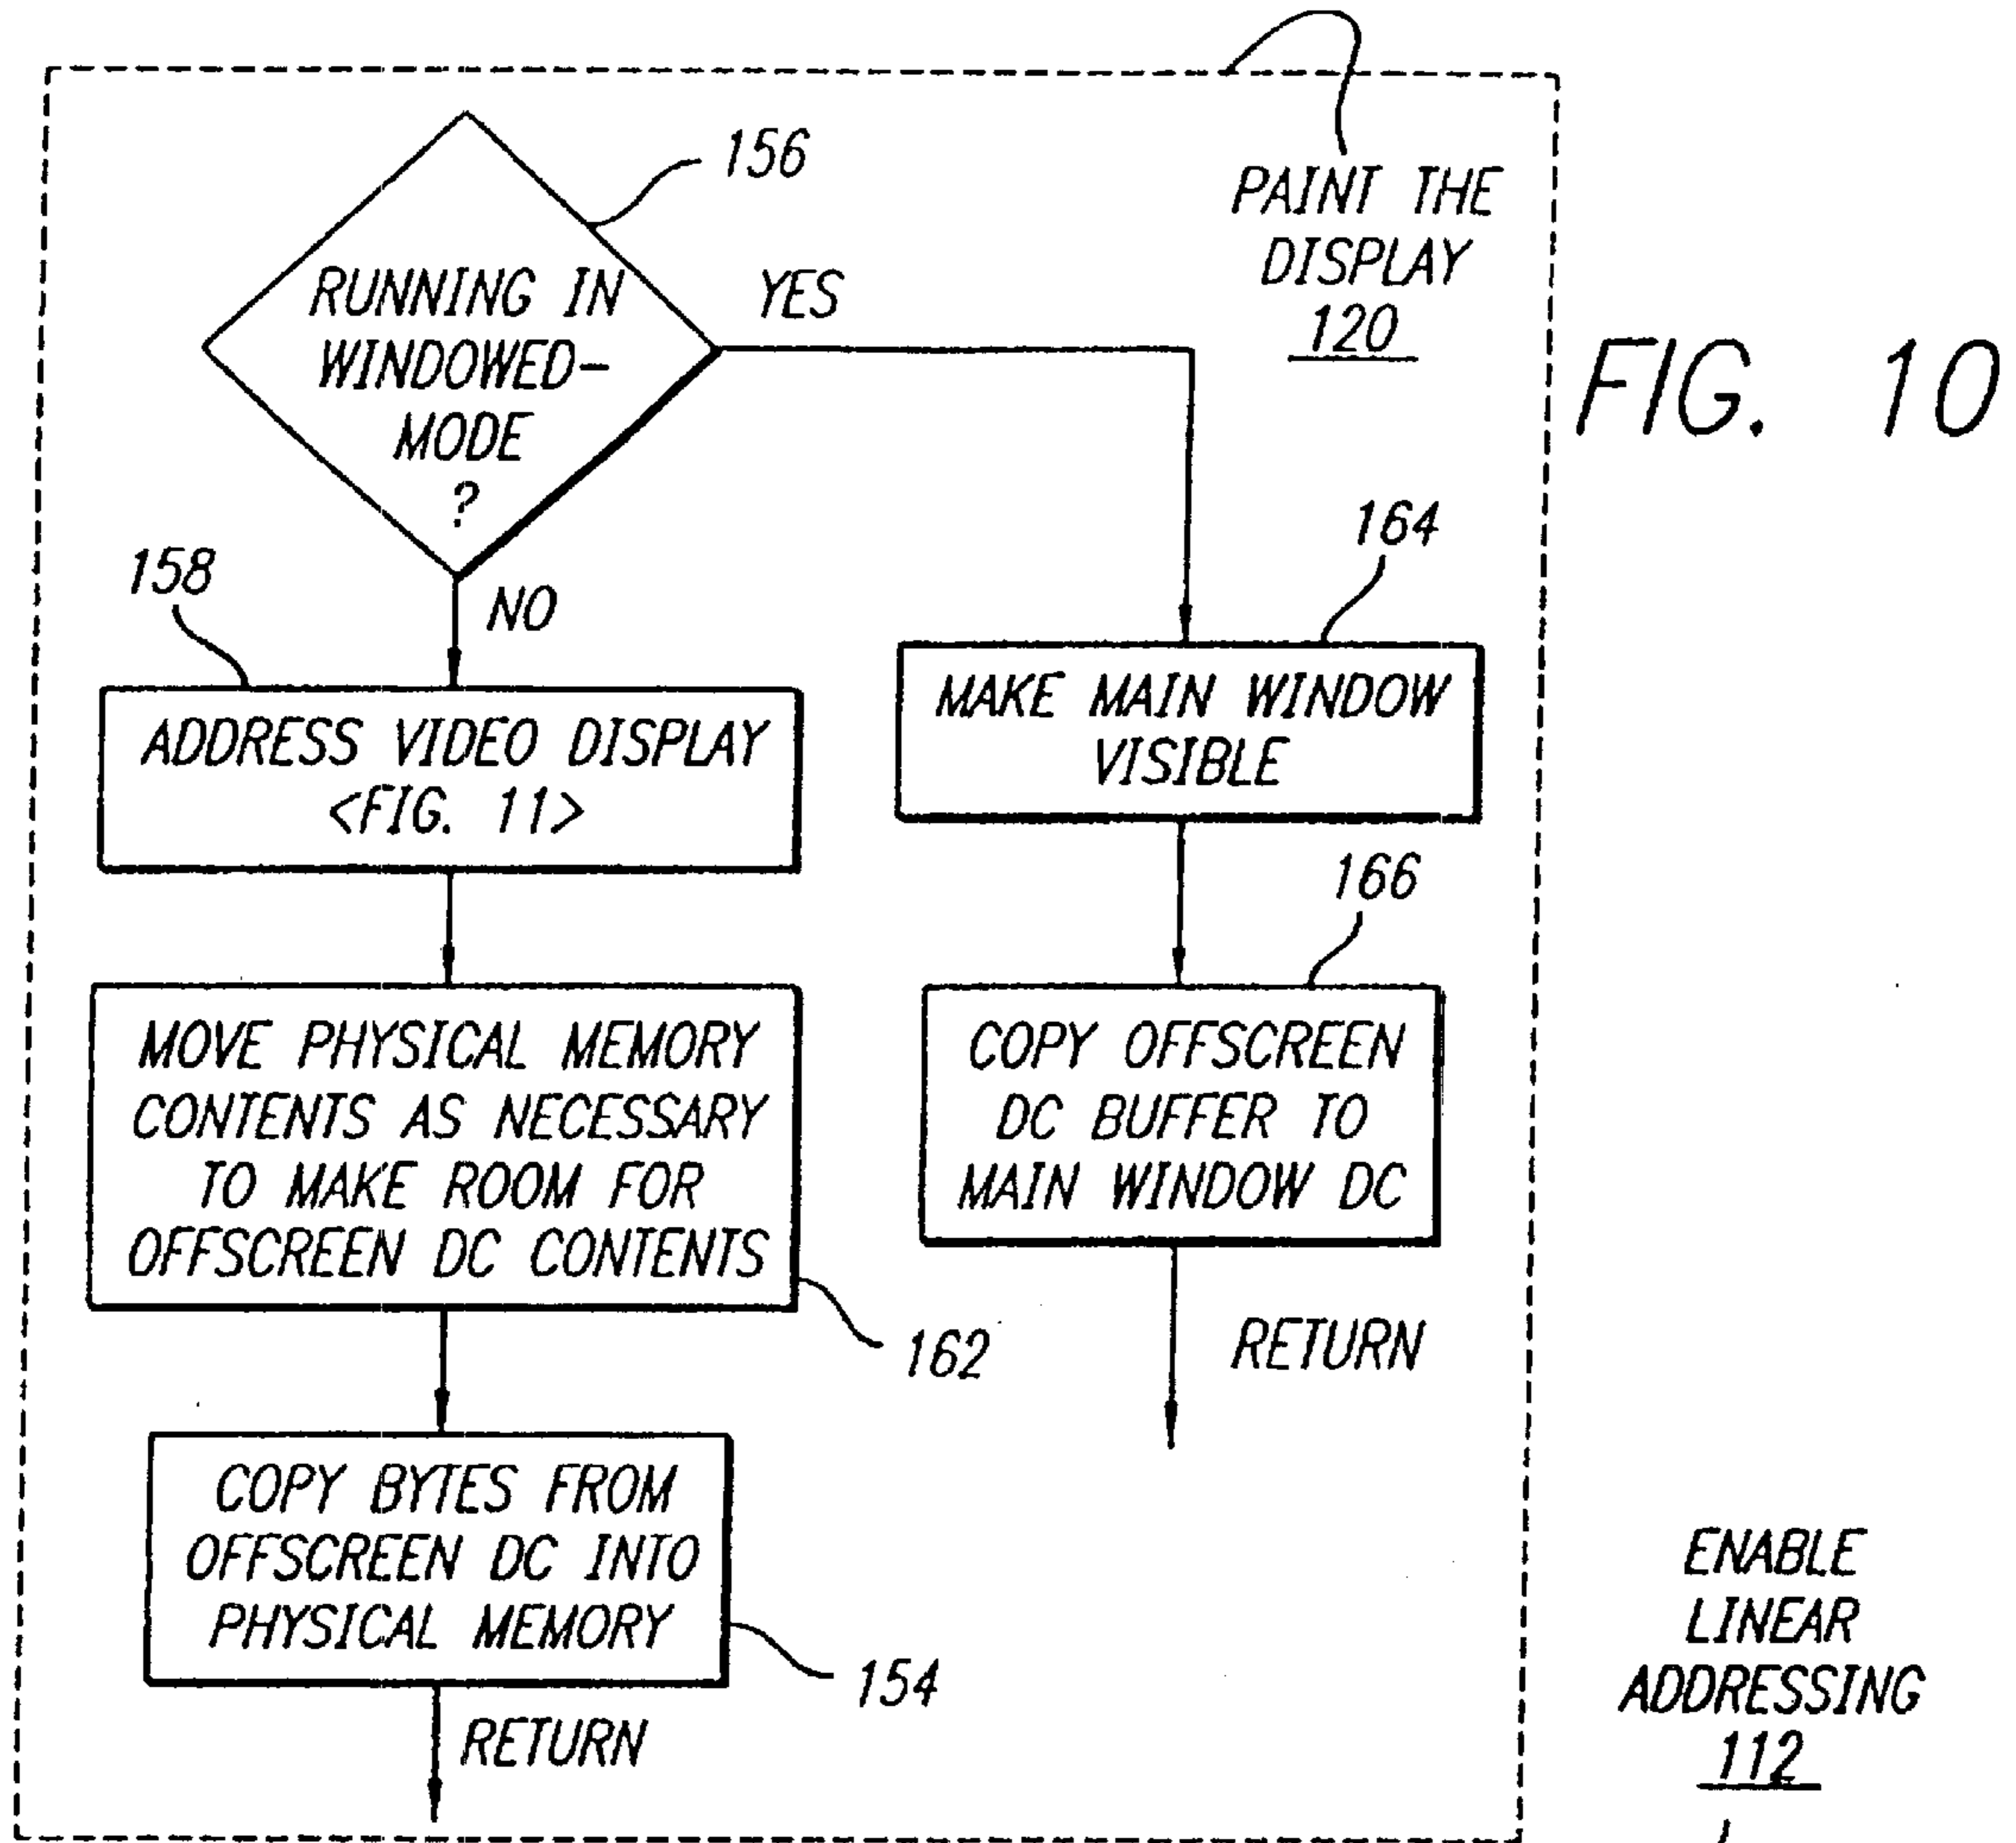 156
PAINT THE
DISPLAY
120
RUNNING IN
WINDOWED-
MODE
?
YES
FIG. 10
158
NO
164
ADDRESS VIDEO DISPLAY
<FIG. 11>
MAKE MAIN WINDOW
VISIBLE
166
MOVE PHYSICAL MEMORY
CONTENTS AS NECESSARY
TO MAKE ROOM FOR
OFFSCREEN DC CONTENTS
COPY OFFSCREEN
DC BUFFER TO
MAIN WINDOW DC
162
RETURN
COPY BYTES FROM
OFFSCREEN DC INTO
PHYSICAL MEMORY
154
RETURN
ENABLE
LINEAR
ADDRESSING
112